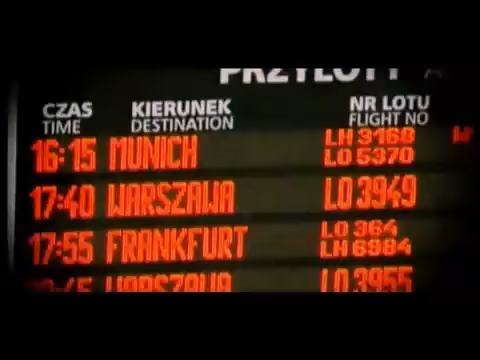 PRZYLOTY
CZAS KIERUNEK NR LOTU
TIME DESTINATION FLIGHT NO
16:15 MUNICH LH 3168
LO 5370
17:40 WARSZAWA LO 3949
17:55 FRANKFURT LO 364
LH 6984
WARSZAWA LO 3955